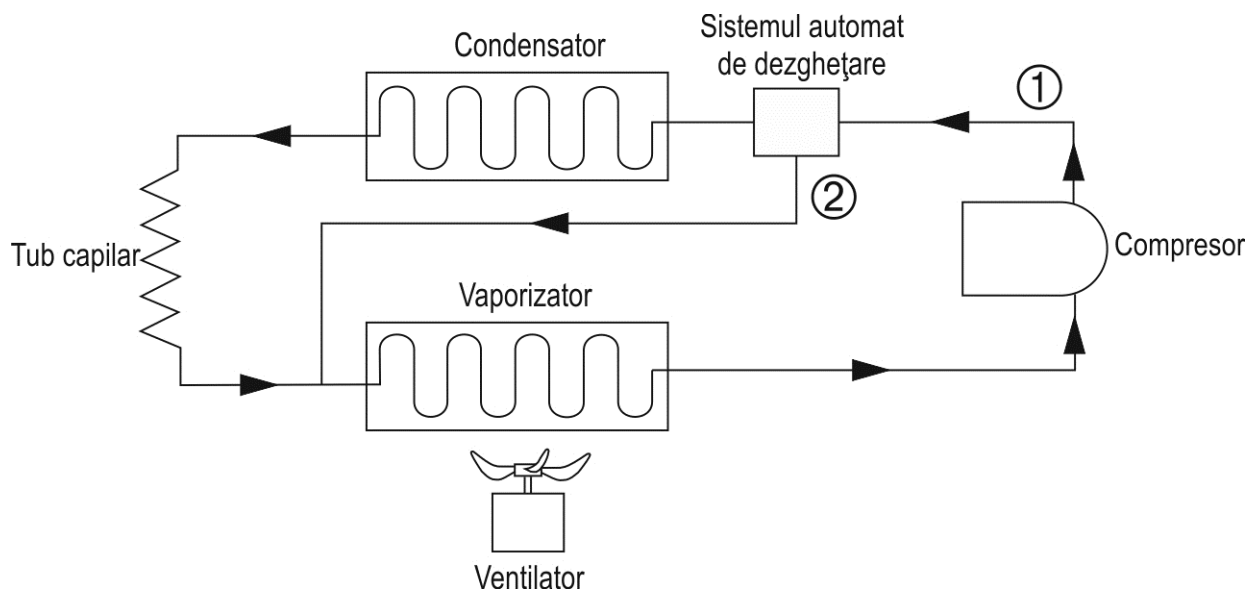 Sistemul automat
de dezgheţare
Condensator
①
②
Tub capilar
Compresor
Vaporizator
Ventilator